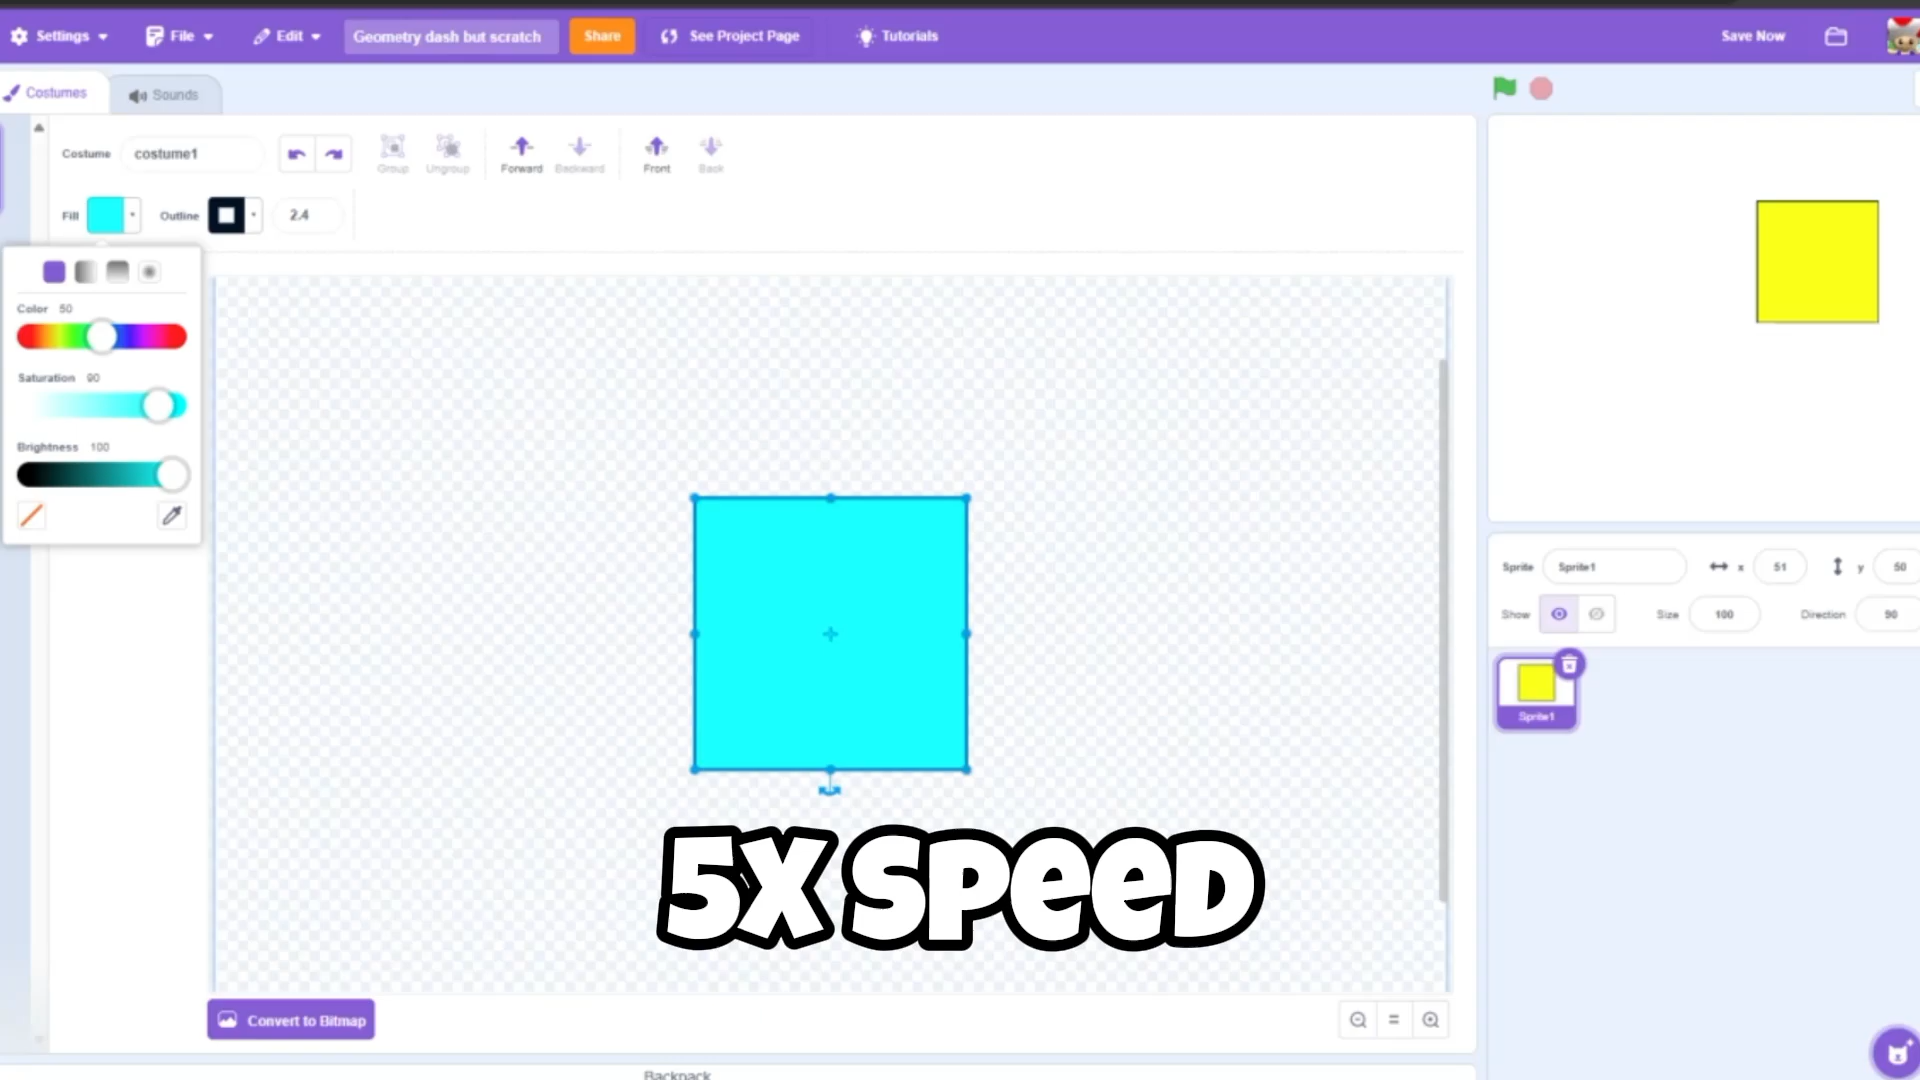 Settings File Edit Geometry dash but scratch Share See Project Page Tutorials Save Now
Costumes Sounds
Costume costume1 Group Ungroup Forward Backward Front Back
Fill Outline 2.4
Color 50
Saturation 90
Brightness 100
Sprite Sprite1 x 51 y 50
Show Size 100 Direction 90
Sprite1
5X SPEED
Convert to Bitmap
Backpack